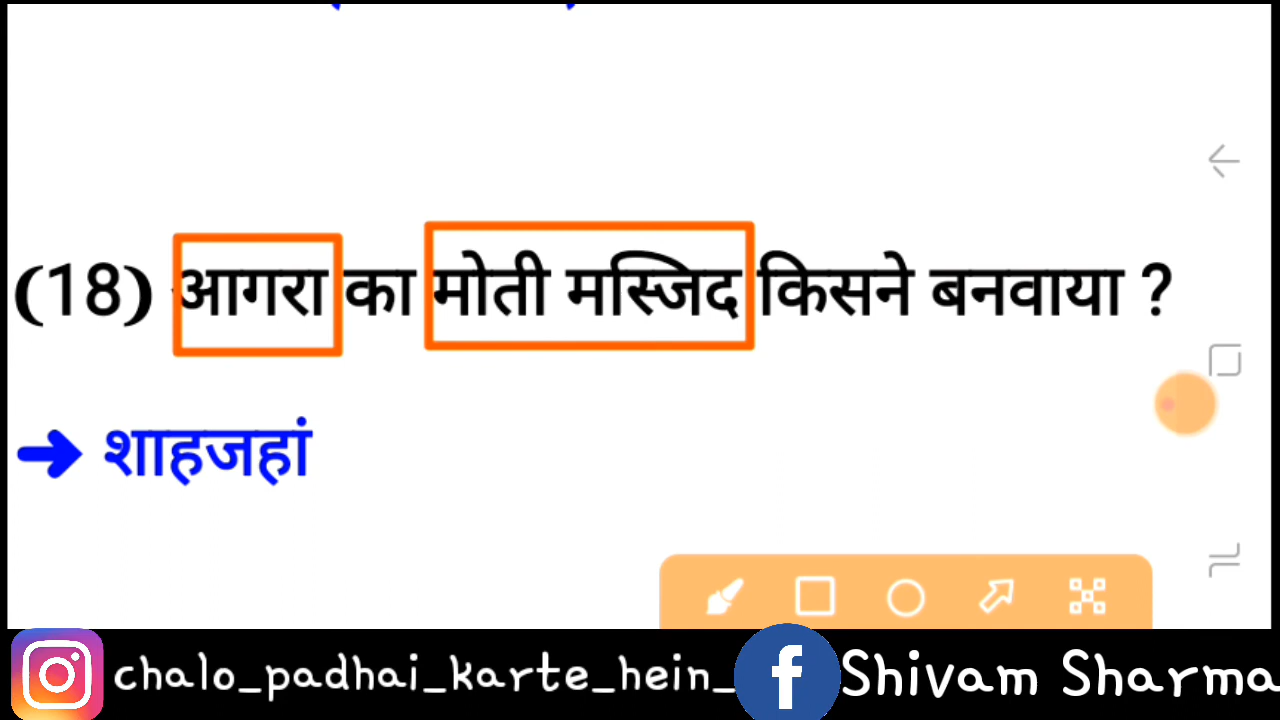 (18) आगरा का मोती मस्जिद किसने बनवाया ?
➜ शाहजहां
chalo_padhai_karte_hein_
Shivam Sharma